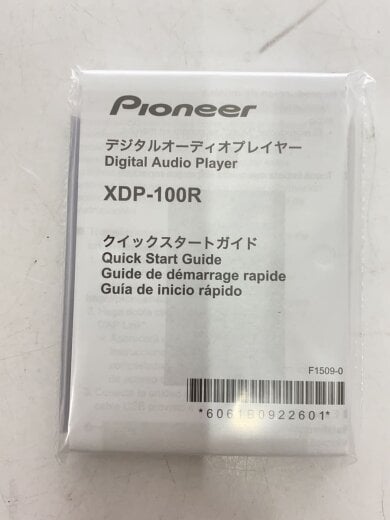 Pioneer
デジタルオーディオプレイヤー
Digital Audio Player
XDP-100R
クイックスタートガイド
Quick Start Guide
Guide de démarrage rapide
Guía de inicio rápido
F1509-0
*6061B0922601*